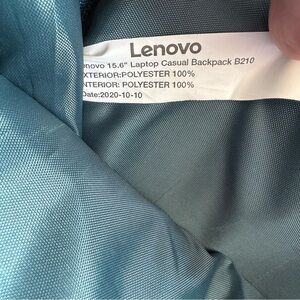 Lenovo
novo 15.6" Laptop Casual Backpack B210
XTERIOR:POLYESTER 100%
NTERIOR: POLYESTER 100%
Date:2020-10-10